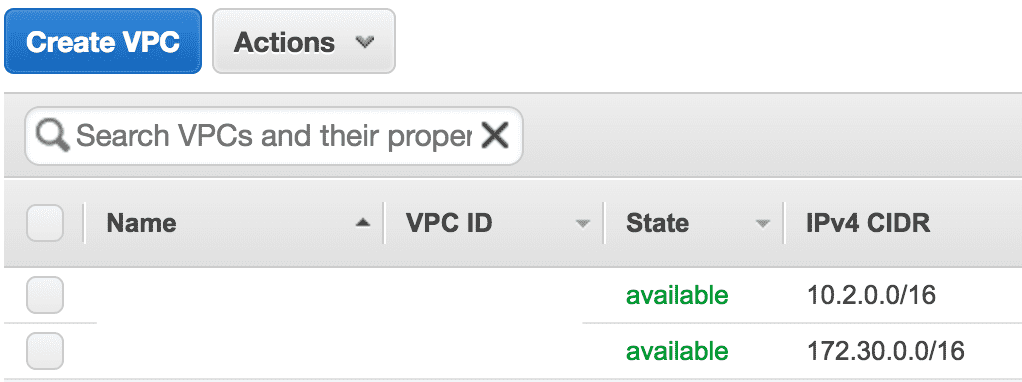 Create VPC Actions
Search VPCs and their proper
Name VPC ID State IPv4 CIDR
available 10.2.0.0/16
available 172.30.0.0/16